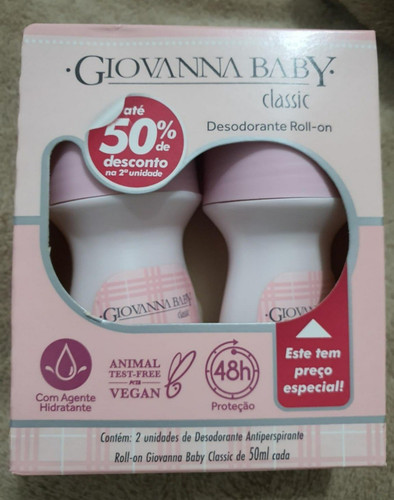 ·GIOVANNA BABY·
classic
Desodorante Roll-on
até
50% de
desconto
na 2ª unidade
·GIOVANNA BABY
classic
·GIOVANNA
Com Agente
Hidratante
ANIMAL
TEST-FREE
PETA
VEGAN
48h
Proteção
Este tem
preço
especial!
Contém: 2 unidades de Desodorante Antiperspirante
Roll-on Giovanna Baby Classic de 50ml cada